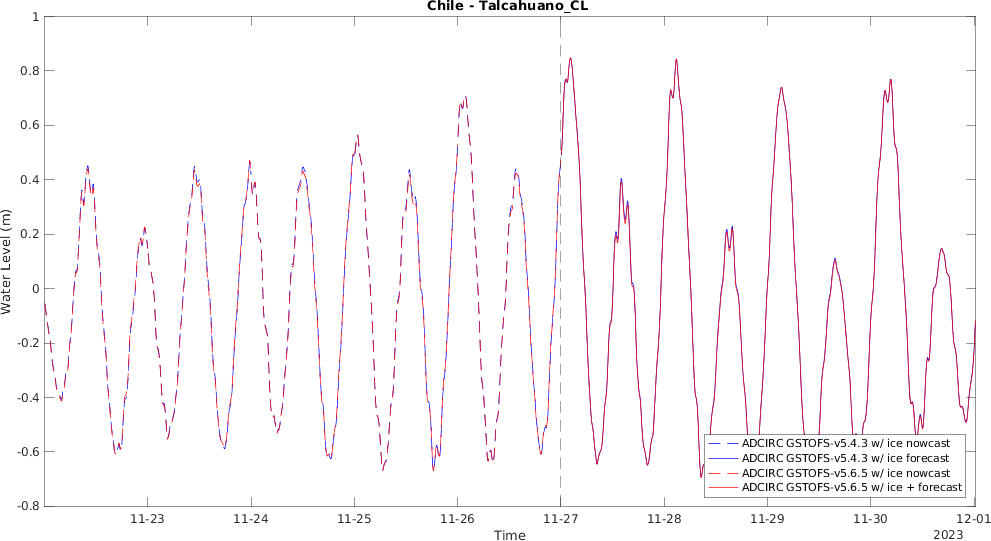 Chile - Talcahuano_CL
1
0.8
0.6
0.4
0.2
0
-0.2
-0.4
-0.6
-0.8
Water Level (m)
ADCIRC GSTOFS-v5.4.3 w/ ice nowcast
ADCIRC GSTOFS-v5.4.3 w/ ice forecast
ADCIRC GSTOFS-v5.6.5 w/ ice nowcast
ADCIRC GSTOFS-v5.6.5 w/ ice + forecast
11-23 11-24 11-25 11-26 11-27 11-28 11-29 11-30 12-01
Time
2023